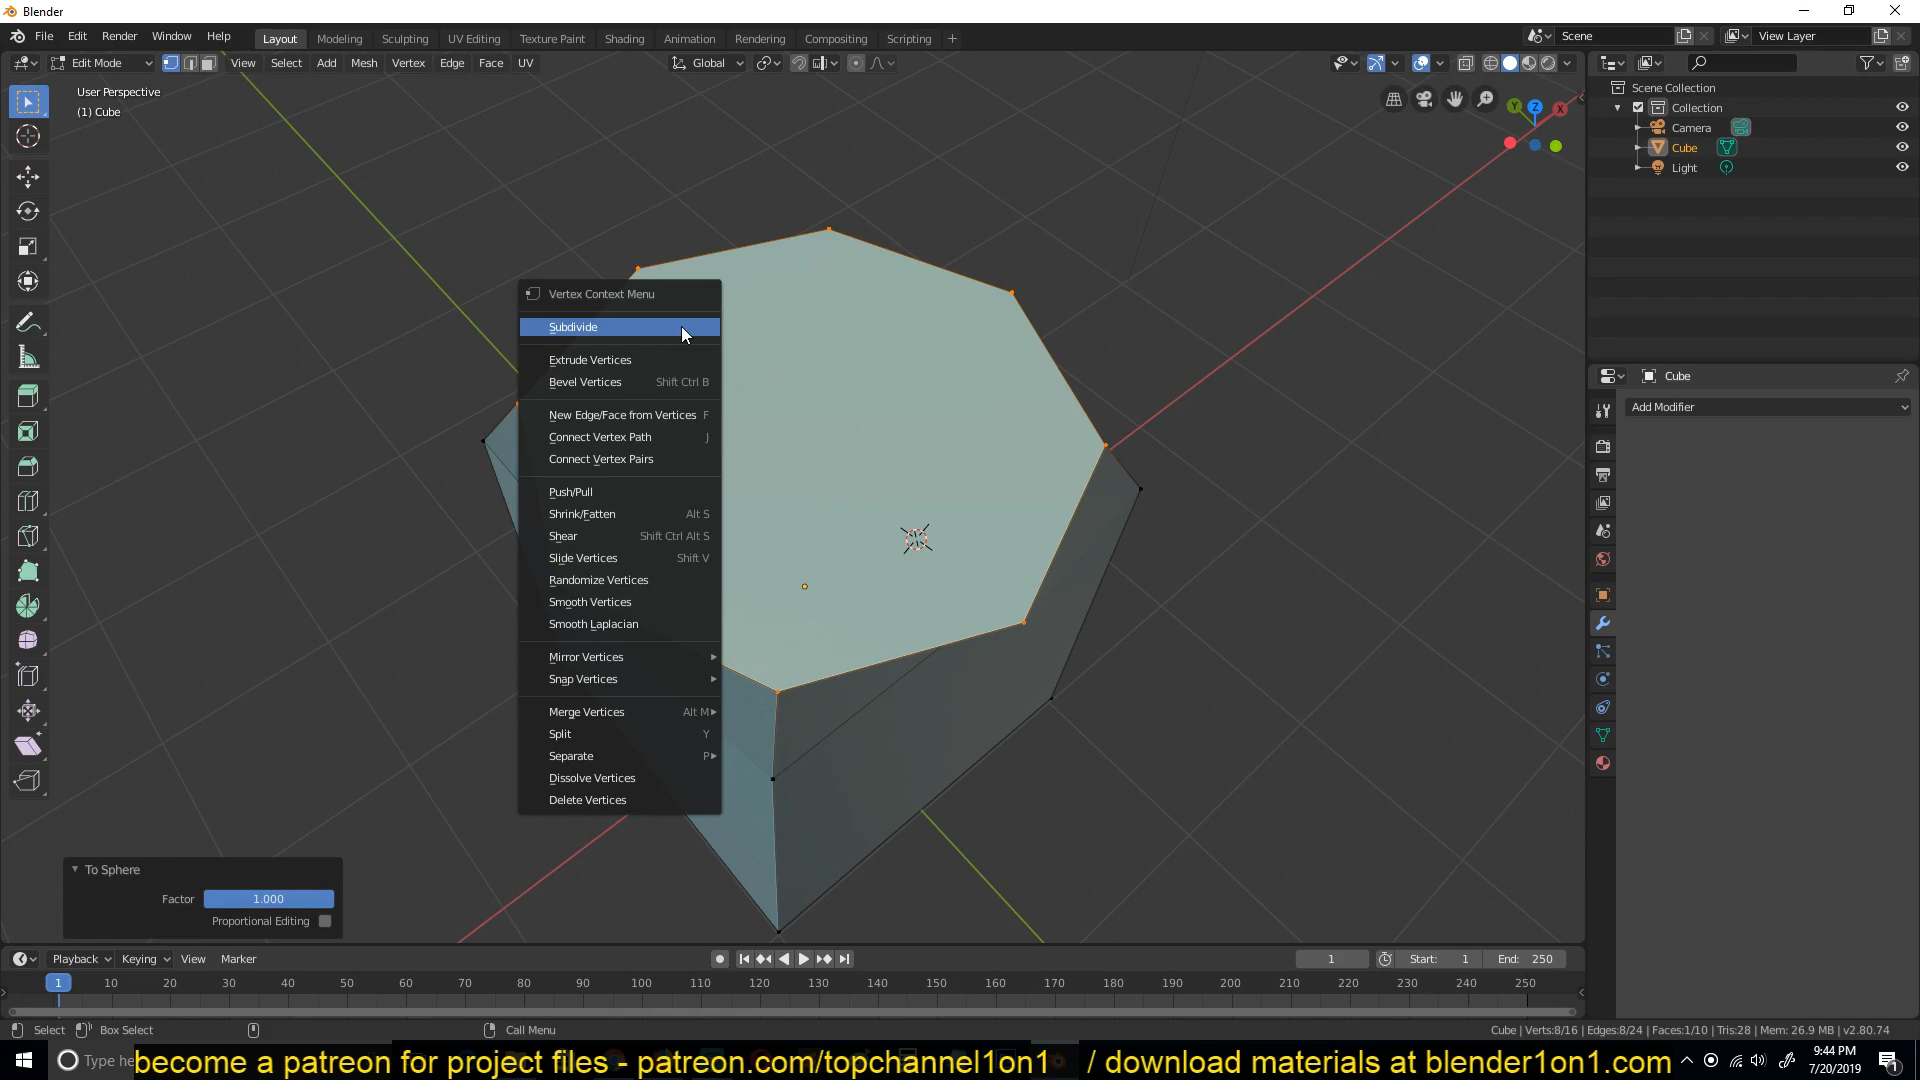 Blender
File Edit Render Window Help
Layout Modeling Sculpting UV Editing Texture Paint Shading Animation Rendering Compositing Scripting
Scene View Layer
Edit Mode View Select Add Mesh Vertex Edge Face UV
Global
User Perspective
(1) Cube
Y Z X
Scene Collection
Collection
Camera
Cube
Light
Cube
Add Modifier
Vertex Context Menu
Subdivide
Extrude Vertices
Bevel Vertices Shift Ctrl B
New Edge/Face from Vertices F
Connect Vertex Path J
Connect Vertex Pairs
Push/Pull
Shrink/Fatten Alt S
Shear Shift Ctrl Alt S
Slide Vertices Shift V
Randomize Vertices
Smooth Vertices
Smooth Laplacian
Mirror Vertices
Snap Vertices
Merge Vertices Alt M
Split Y
Separate P
Dissolve Vertices
Delete Vertices
To Sphere
Factor 1.000
Proportional Editing
Playback Keying View Marker
1 Start: 1 End: 250
1 10 20 30 40 50 60 70 80 90 100 110 120 130 140 150 160 170 180 190 200 210 220 230 240 250
Select Box Select Call Menu
Cube | Verts:8/16 | Edges:8/24 | Faces:1/10 | Tris:28 | Mem: 26.9 MB | v2.80.74
Type he
become a patreon for project files - patreon.com/topchannel1on1 / download materials at blender1on1.com
9:44 PM
7/20/2019
1